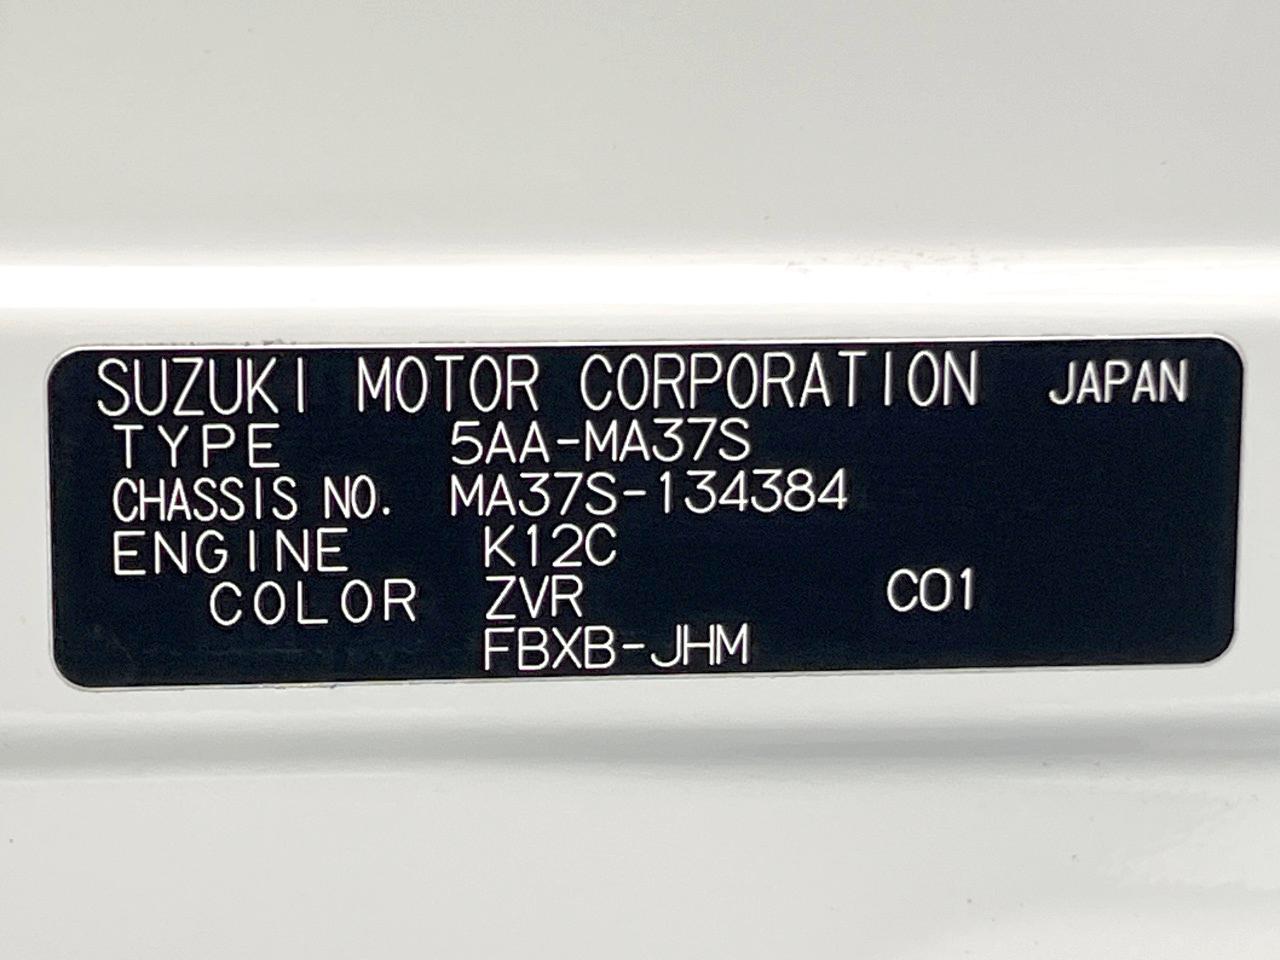 SUZUKI MOTOR CORPORATION JAPAN
TYPE 5AA-MA37S
CHASSIS NO. MA37S-134384
ENGINE K12C
COLOR ZVR C01
FBXB-JHM